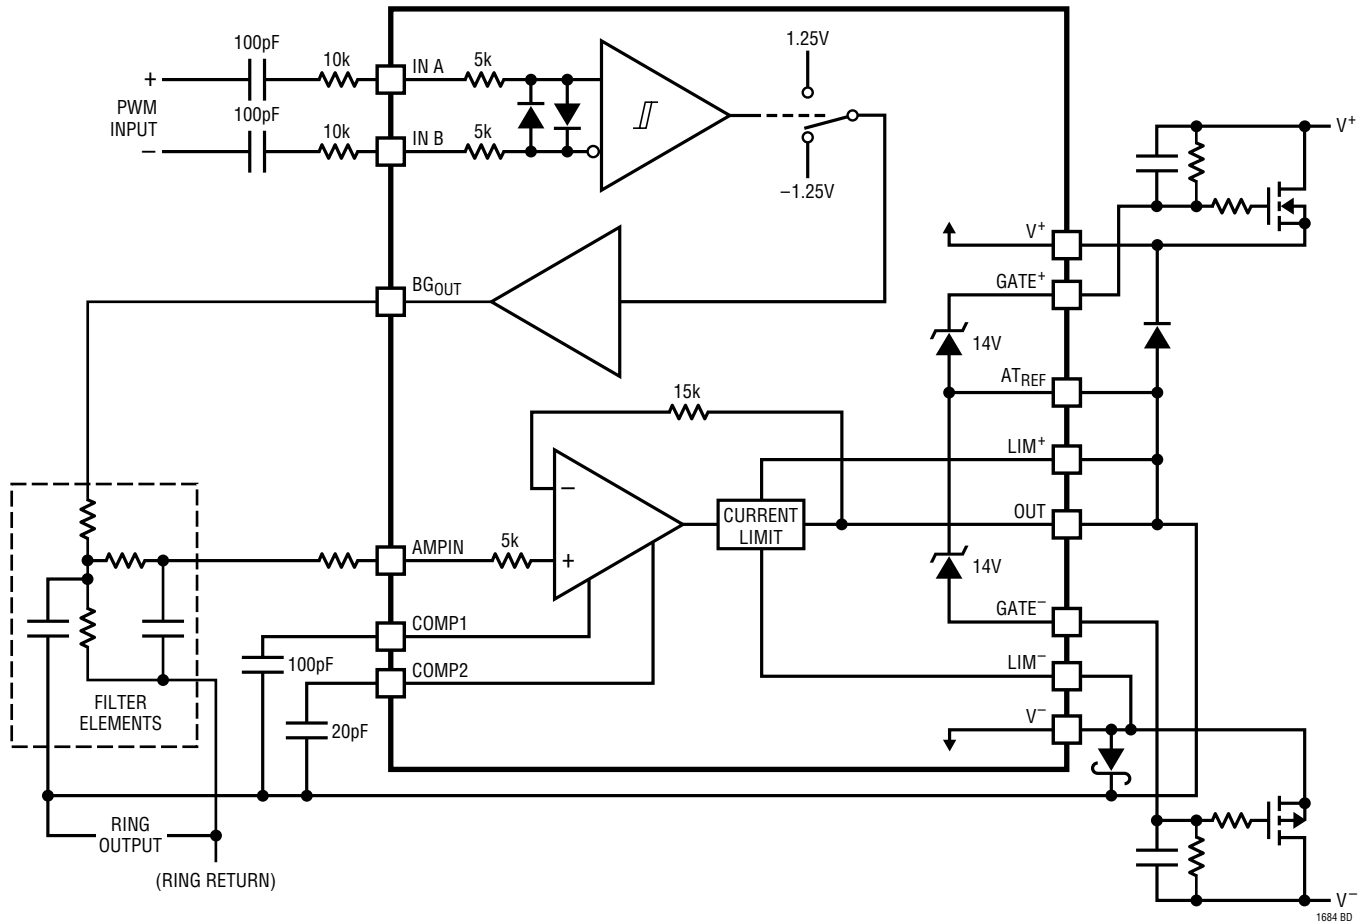 100pF
10k
IN A
5k
1.25V
+
PWM
INPUT
–
100pF
10k
IN B
5k
–1.25V
V+
V+
GATE+
BGOUT
14V
ATREF
15k
LIM+
–
CURRENT
LIMIT
OUT
AMPIN
5k
+
14V
GATE–
COMP1
100pF
LIM–
COMP2
FILTER
ELEMENTS
20pF
V–
RING
OUTPUT
(RING RETURN)
V–
1684 BD